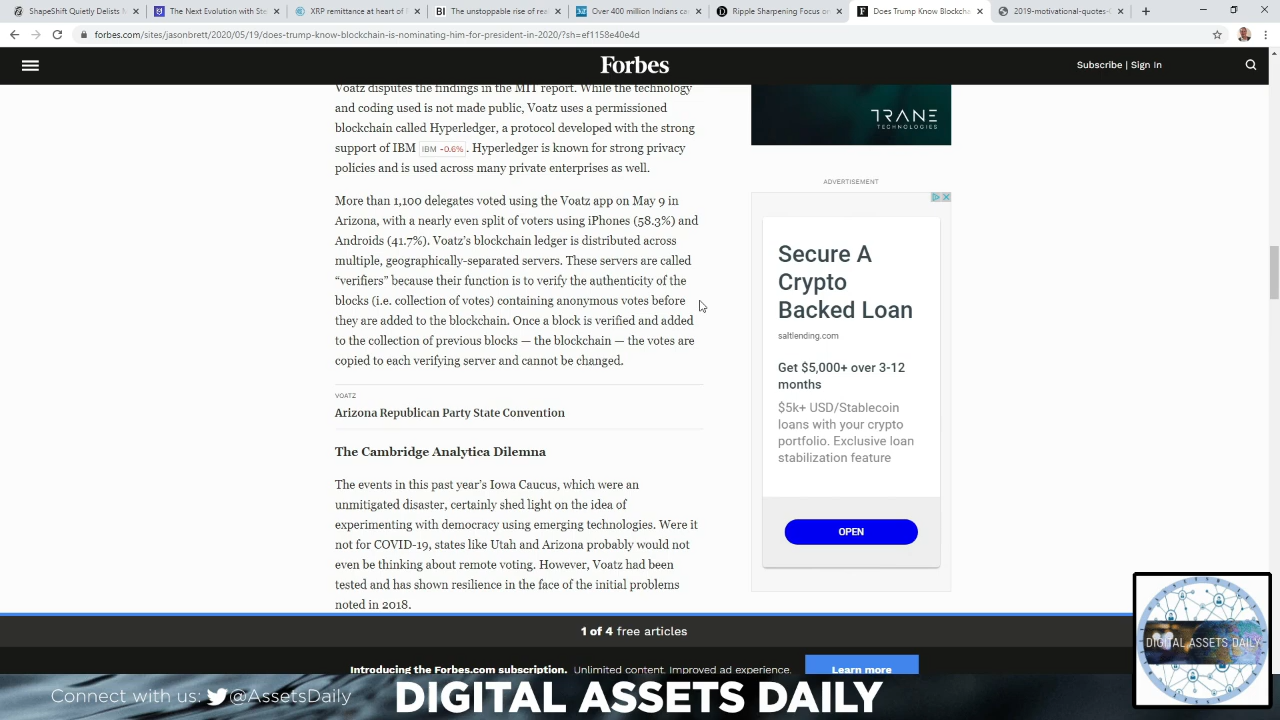 ShapeShift Quietly Delists M
The Next Evolution with Ste
XRP remittance at heart of R
BI The unstoppable rise of rea
Over 400 million Indians ca
Ripple Sharpening Focus on
Does Trump Know Blockcha
2019-motivational-quotes-
forbes.com/sites/jasonbrett/2020/05/19/does-trump-know-blockchain-is-nominating-him-for-president-in-2020/?sh=ef1158e40e4d
Forbes
Subscribe | Sign In
Voatz disputes the findings in the MIT report. While the technology
and coding used is not made public, Voatz uses a permissioned
blockchain called Hyperledger, a protocol developed with the strong
support of IBM IBM -0.6% . Hyperledger is known for strong privacy
policies and is used across many private enterprises as well.
More than 1,100 delegates voted using the Voatz app on May 9 in
Arizona, with a nearly even split of voters using iPhones (58.3%) and
Androids (41.7%). Voatz’s blockchain ledger is distributed across
multiple, geographically-separated servers. These servers are called
“verifiers” because their function is to verify the authenticity of the
blocks (i.e. collection of votes) containing anonymous votes before
they are added to the blockchain. Once a block is verified and added
to the collection of previous blocks — the blockchain — the votes are
copied to each verifying server and cannot be changed.
VOATZ
Arizona Republican Party State Convention
The Cambridge Analytica Dilemna
The events in this past year’s Iowa Caucus, which were an
unmitigated disaster, certainly shed light on the idea of
experimenting with democracy using emerging technologies. Were it
not for COVID-19, states like Utah and Arizona probably would not
even be thinking about remote voting. However, Voatz had been
tested and has shown resilience in the face of the initial problems
noted in 2018.
TRANE
TECHNOLOGIES
ADVERTISEMENT
Secure A
Crypto
Backed Loan
saltlending.com
Get $5,000+ over 3-12
months
$5k+ USD/Stablecoin
loans with your crypto
portfolio. Exclusive loan
stabilization feature
OPEN
1 of 4 free articles
Introducing the Forbes.com subscription. Unlimited content. Improved ad experience.
Learn more
Connect with us: @AssetsDaily
DIGITAL ASSETS DAILY
DIGITAL ASSETS DAILY